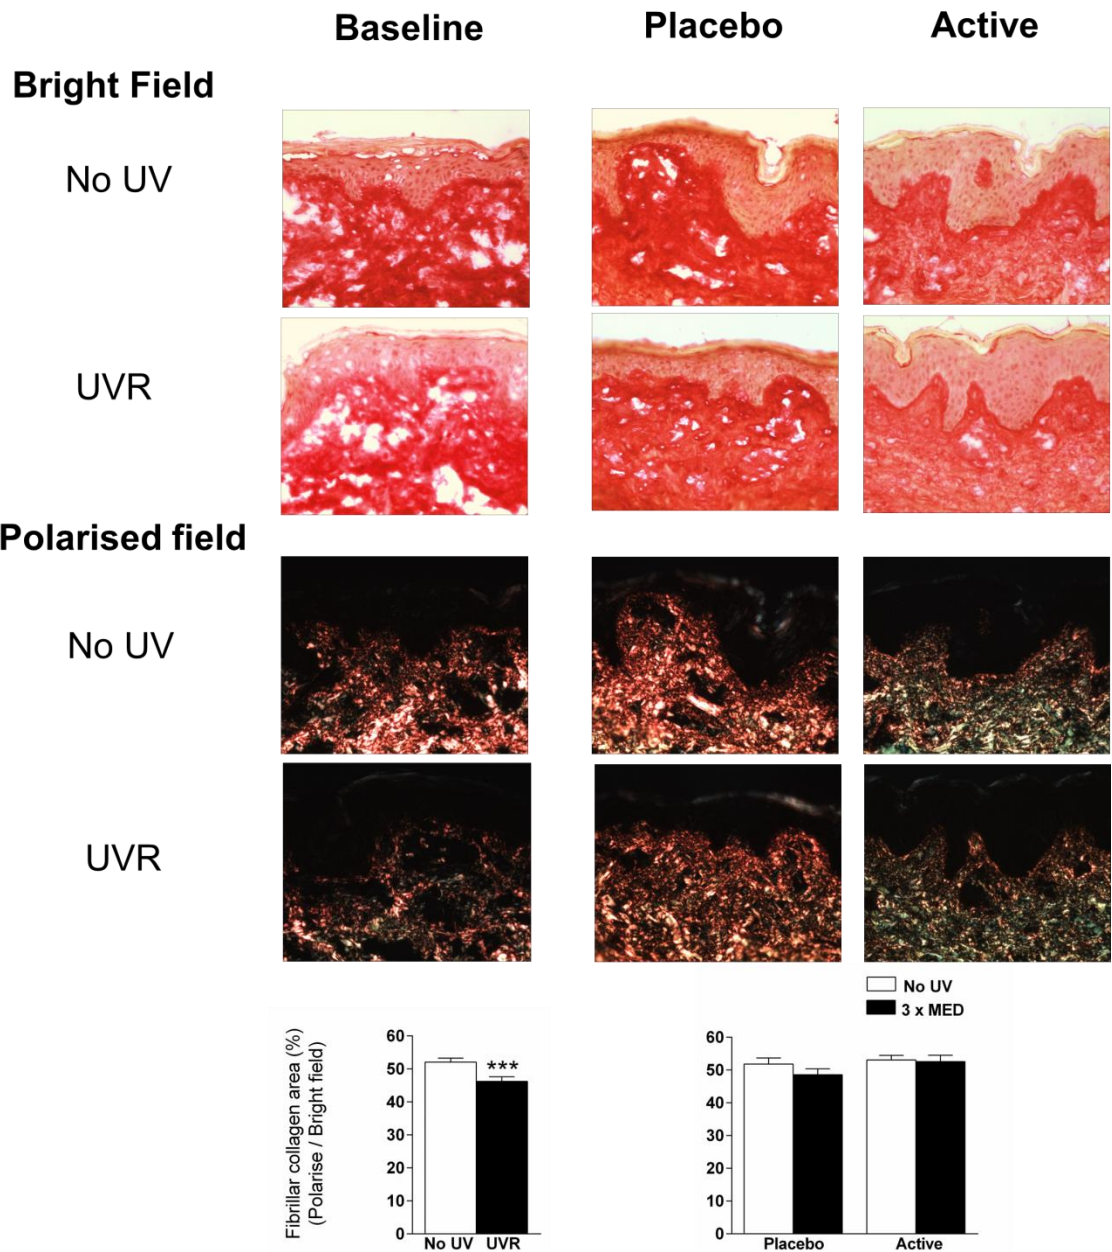 Baseline
Placebo
Active
Bright Field
No UV
UVR
Polarised field
No UV
UVR
No UV
3 x MED
Fibrillar collagen area (%)
(Polarise / Bright field)
60
50
40
30
20
10
0
***
No UV
UVR
60
50
40
30
20
10
0
Placebo
Active